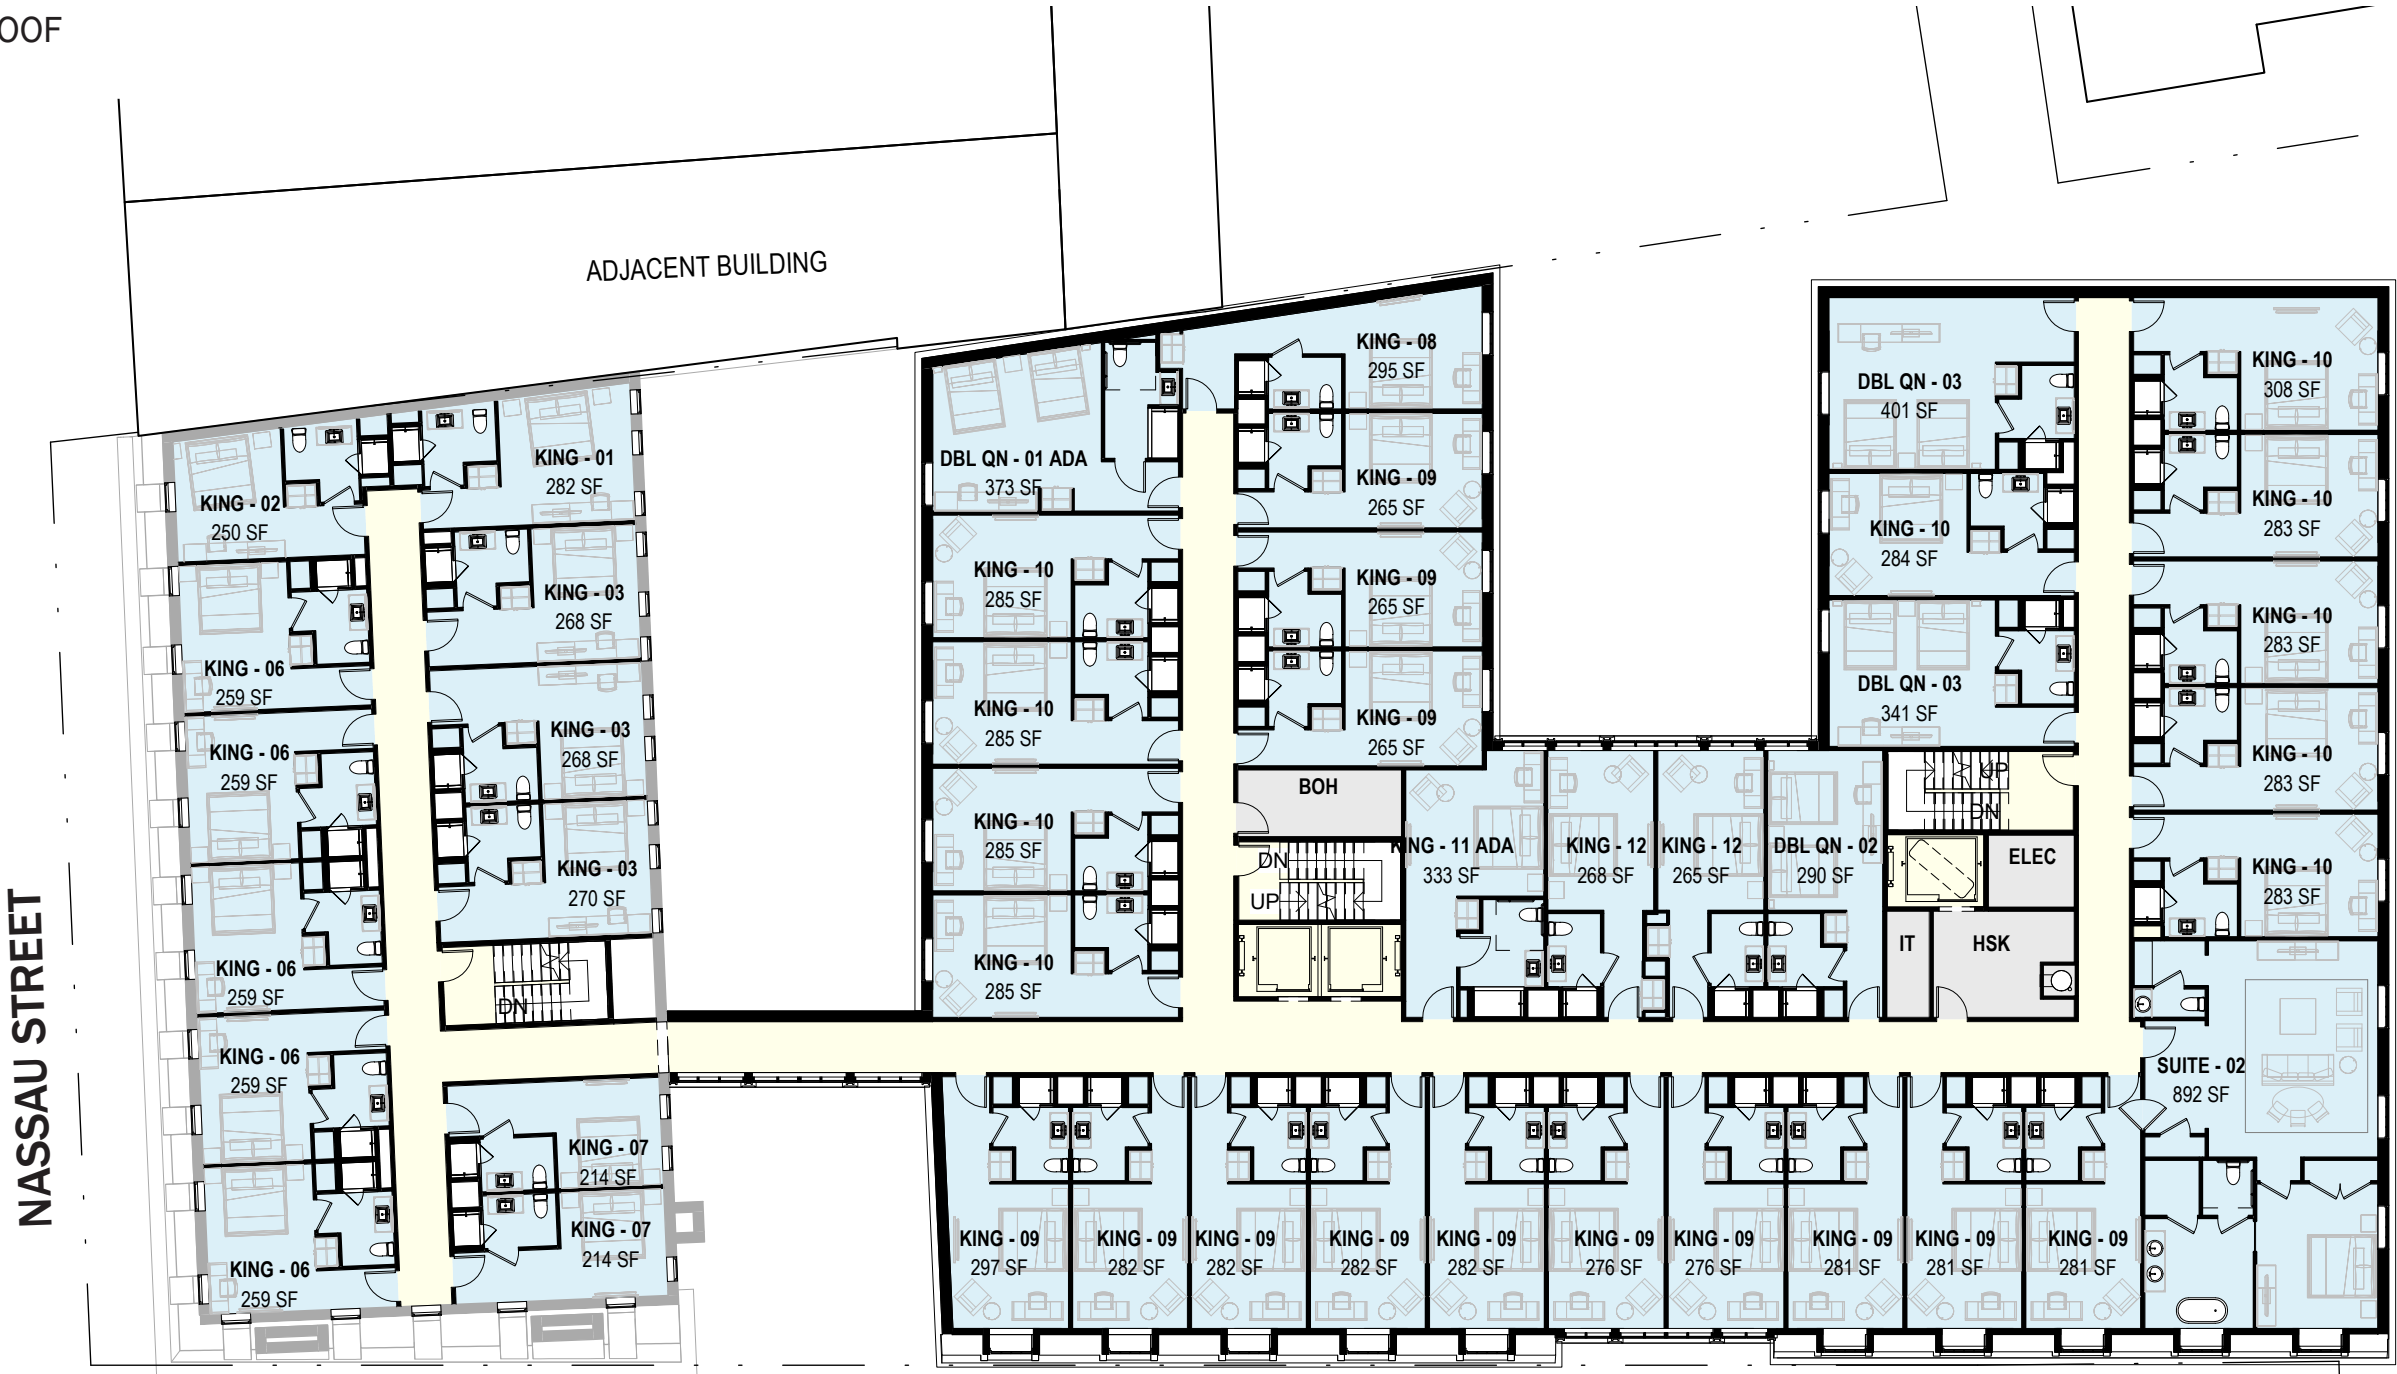 OOF
ADJACENT BUILDING
NASSAU STREET
KING - 02
250 SF
KING - 01
282 SF
KING - 06
259 SF
KING - 03
268 SF
KING - 06
259 SF
KING - 03
268 SF
KING - 06
259 SF
KING - 03
270 SF
DN
KING - 06
259 SF
KING - 07
214 SF
KING - 06
259 SF
KING - 07
214 SF
DBL QN - 01 ADA
373 SF
KING - 08
295 SF
KING - 09
265 SF
KING - 10
285 SF
KING - 09
265 SF
KING - 10
285 SF
KING - 09
265 SF
KING - 10
285 SF
KING - 10
285 SF
BOH
DN
UP
KING - 11 ADA
333 SF
KING - 12
268 SF
KING - 12
265 SF
DBL QN - 02
290 SF
DBL QN - 03
401 SF
KING - 10
284 SF
DBL QN - 03
341 SF
UP
DN
ELEC
IT
HSK
KING - 10
308 SF
KING - 10
283 SF
KING - 10
283 SF
KING - 10
283 SF
KING - 10
283 SF
SUITE - 02
892 SF
KING - 09
297 SF
KING - 09
282 SF
KING - 09
282 SF
KING - 09
282 SF
KING - 09
282 SF
KING - 09
276 SF
KING - 09
276 SF
KING - 09
281 SF
KING - 09
281 SF
KING - 09
281 SF